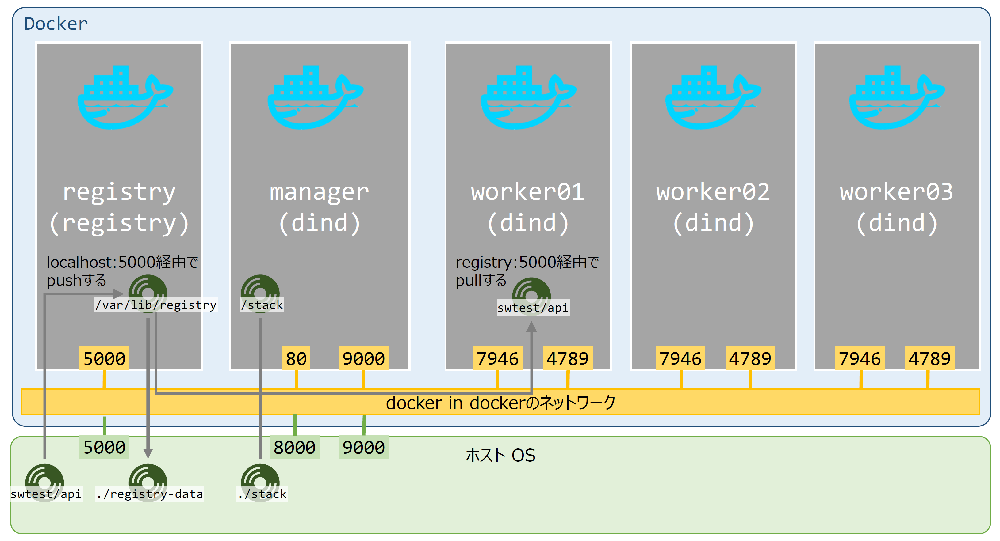 Docker
registry
(registry)
localhost:5000経由で
pushする
/var/lib/registry
5000
manager
(dind)
/stack
80
9000
worker01
(dind)
registry:5000経由で
pullする
swtest/api
7946
4789
worker02
(dind)
7946
4789
worker03
(dind)
7946
4789
docker in dockerのネットワーク
5000
8000
9000
ホスト OS
swtest/api
./registry-data
./stack